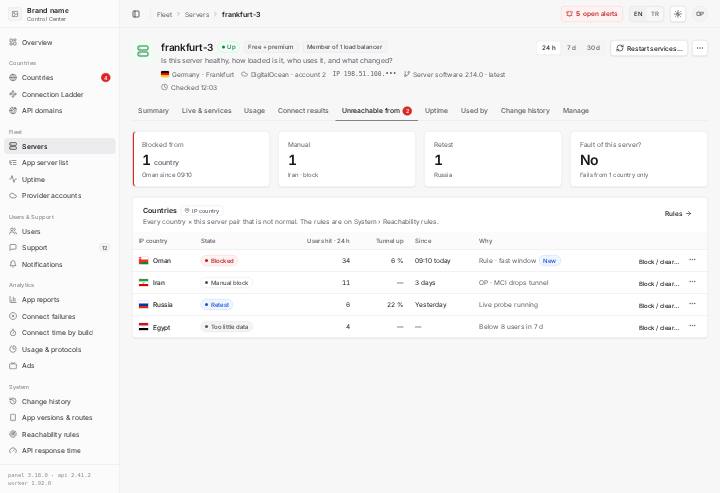 Brand name
Control Center
Overview
Countries
Countries 4
Connection Ladder
API domains
Fleet
Servers
App server list
Uptime
Provider accounts
Users & Support
Users
Support 12
Notifications
Analytics
App reports
Connect failures
Connect time by build
Usage & protocols
Ads
System
Change history
App versions & routes
Reachability rules
API response time
panel 3.18.0 · api 2.41.2
worker 1.92.0
Fleet > Servers > frankfurt-3
5 open alerts
EN TR
OP
frankfurt-3 Up Free + premium Member of 1 load balancer
24 h 7 d 30 d Restart services… ···
Is this server healthy, how loaded is it, who uses it, and what changed?
Germany · Frankfurt DigitalOcean · account 2 IP 198.51.100.••• Server software 2.14.0 · latest
Checked 12:03
Summary Live & services Usage Connect results Unreachable from 2 Uptime Used by Change history Manage
Blocked from
1 country
Oman since 09:10
Manual
1
Iran · block
Retest
1
Russia
Fault of this server?
No
Fails from 1 country only
Countries IP country
Every country × this server pair that is not normal. The rules are on System › Reachability rules.
Rules →
IP country State Users hit · 24 h Tunnel up Since Why
Oman Blocked 34 6 % 09:10 today Rule · fast window New Block / clear… ···
Iran Manual block 11 — 3 days OP · MCI drops tunnel Block / clear… ···
Russia Retest 6 22 % Yesterday Live probe running Block / clear… ···
Egypt Too little data 4 — — Below 8 users in 7 d Block / clear… ···